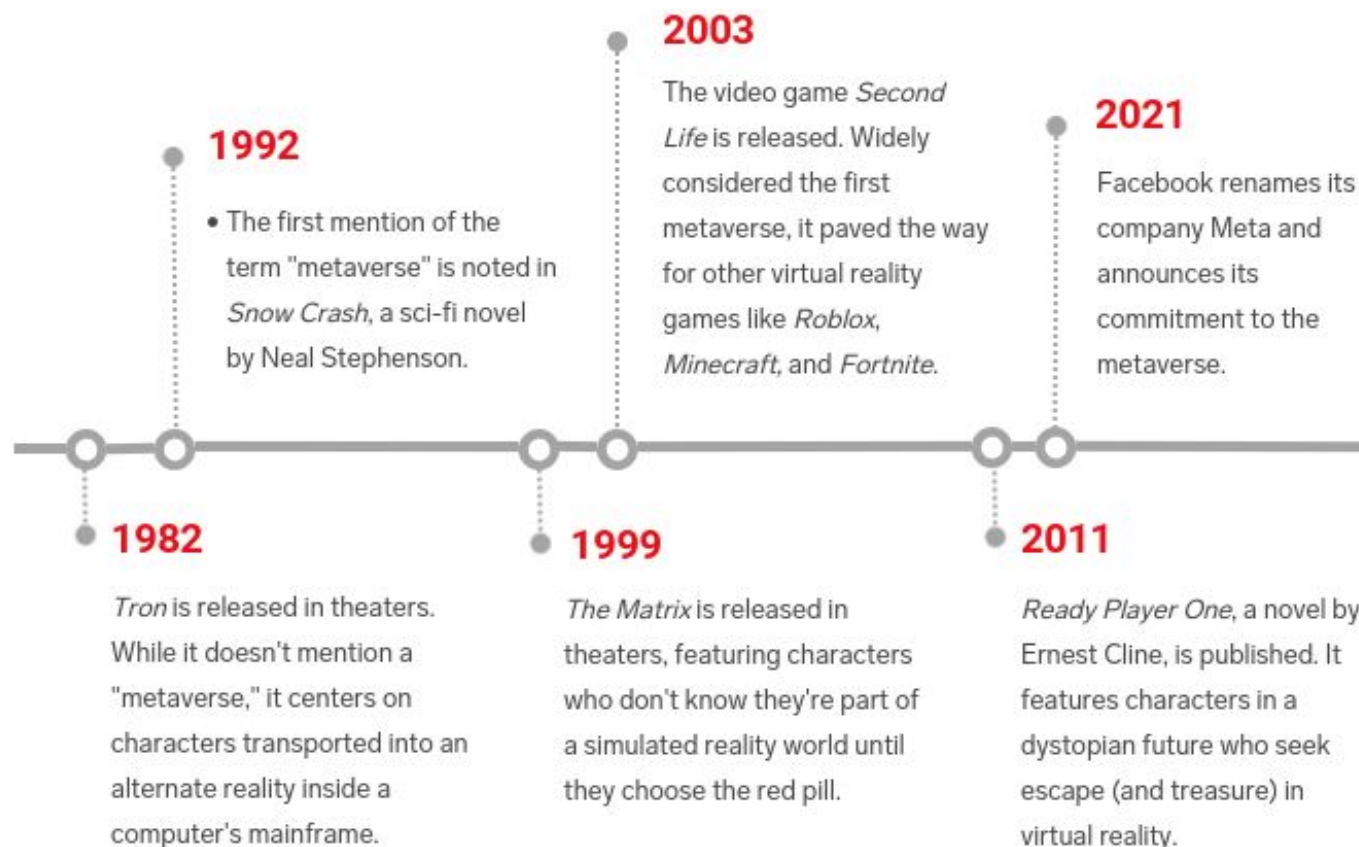 2003
The video game Second
Life is released. Widely
considered the first
metaverse, it paved the way
for other virtual reality
games like Roblox,
Minecraft, and Fortnite.
2021
Facebook renames its
company Meta and
announces its
commitment to the
metaverse.
1992
• The first mention of the
term "metaverse" is noted in
Snow Crash, a sci-fi novel
by Neal Stephenson.
1982
Tron is released in theaters.
While it doesn't mention a
"metaverse," it centers on
characters transported into an
alternate reality inside a
computer's mainframe.
1999
The Matrix is released in
theaters, featuring characters
who don't know they're part of
a simulated reality world until
they choose the red pill.
2011
Ready Player One, a novel by
Ernest Cline, is published. It
features characters in a
dystopian future who seek
escape (and treasure) in
virtual reality.